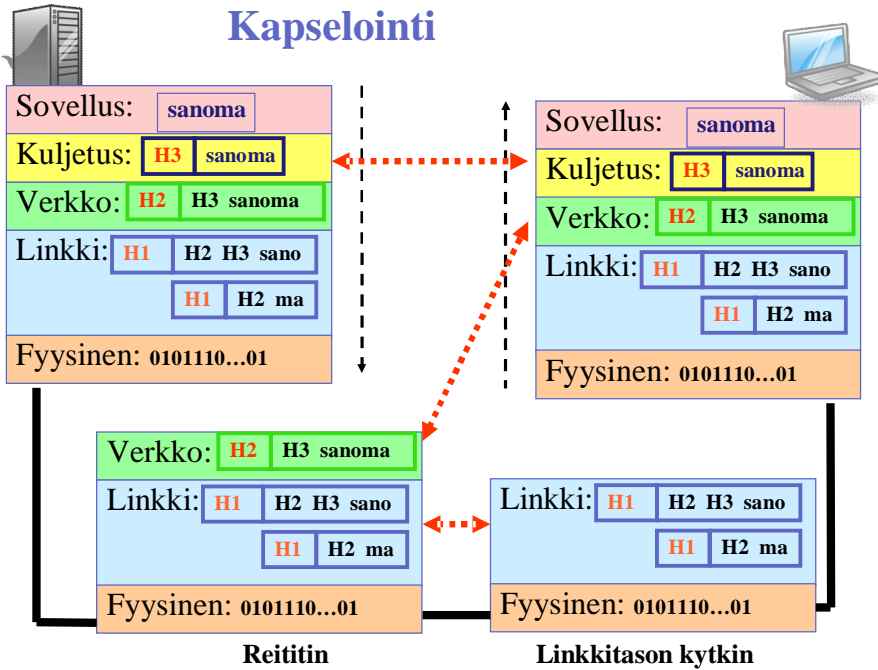 Kapselointi
Sovellus: sanoma
Kuljetus: H3 sanoma
Verkko: H2 H3 sanoma
Linkki: H1 H2 H3 sano
H1 H2 ma
Fyysinen: 0101110...01
Sovellus: sanoma
Kuljetus: H3 sanoma
Verkko: H2 H3 sanoma
Linkki: H1 H2 H3 sano
H1 H2 ma
Fyysinen: 0101110...01
Verkko: H2 H3 sanoma
Linkki: H1 H2 H3 sano
H1 H2 ma
Fyysinen: 0101110...01
Reititin
Linkki: H1 H2 H3 sano
H1 H2 ma
Fyysinen: 0101110...01
Linkkitason kytkin